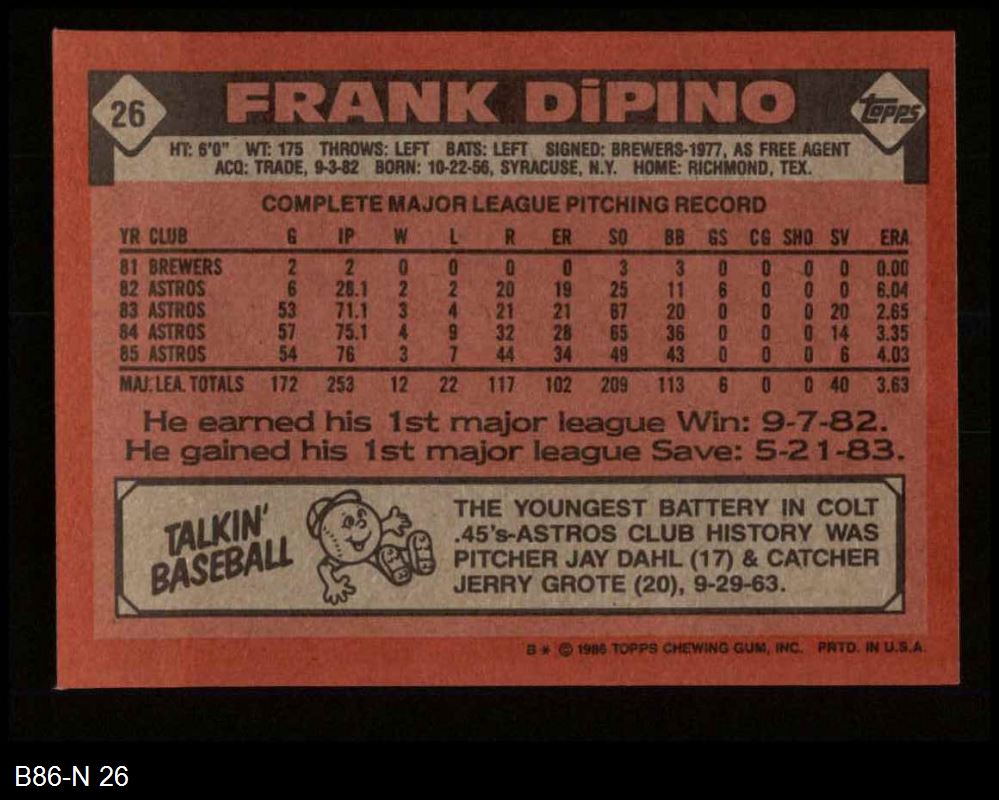 26
FRANK DiPINO
topps
HT: 6'0" WT: 175 THROWS: LEFT BATS: LEFT SIGNED: BREWERS-1977, AS FREE AGENT
ACQ: TRADE, 9-3-82 BORN: 10-22-56, SYRACUSE, N.Y. HOME: RICHMOND, TEX.
COMPLETE MAJOR LEAGUE PITCHING RECORD
YR CLUB G IP W L R ER SO BB GS CG SHO SV ERA
81 BREWERS 2 2 0 0 0 0 3 3 0 0 0 0 0.00
82 ASTROS 6 28.1 2 2 20 19 25 11 6 0 0 0 6.04
83 ASTROS 53 71.1 3 4 21 21 67 20 0 0 0 20 2.65
84 ASTROS 57 75.1 4 9 32 28 65 36 0 0 0 14 3.35
85 ASTROS 54 76 3 7 44 34 49 43 0 0 0 6 4.03
MAJ. LEA. TOTALS 172 253 12 22 117 102 209 113 6 0 0 40 3.63
He earned his 1st major league Win: 9-7-82.
He gained his 1st major league Save: 5-21-83.
TALKIN'
BASEBALL
THE YOUNGEST BATTERY IN COLT
.45's-ASTROS CLUB HISTORY WAS
PITCHER JAY DAHL (17) & CATCHER
JERRY GROTE (20), 9-29-63.
B* © 1986 TOPPS CHEWING GUM, INC. PRTD. IN U.S.A.
B86-N 26